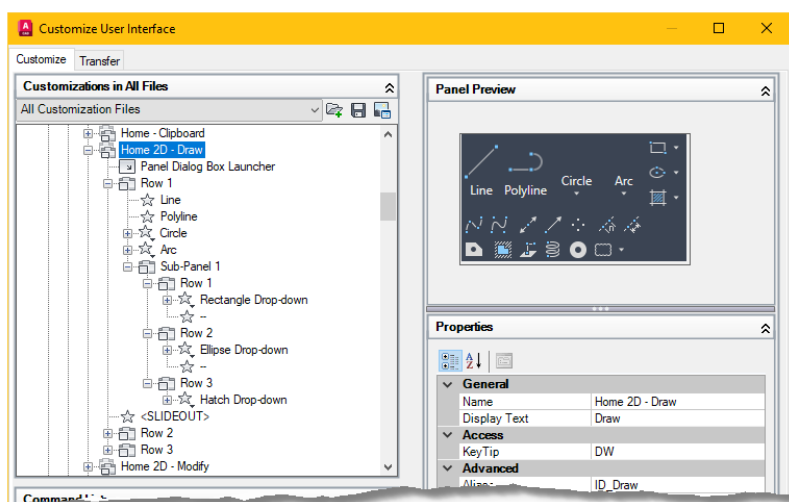 Customize User Interface
Customize Transfer
Customizations in All Files
All Customization Files
Home - Clipboard
Home 2D - Draw
Panel Dialog Box Launcher
Row 1
Line
Polyline
Circle
Arc
Sub-Panel 1
Row 1
Rectangle Drop-down
--
Row 2
Ellipse Drop-down
--
Row 3
Hatch Drop-down
<SLIDEOUT>
Row 2
Row 3
Home 2D - Modify
Panel Preview
Line Polyline Circle Arc
Properties
General
Name Home 2D - Draw
Display Text Draw
Access
KeyTip DW
Advanced
ID_Draw